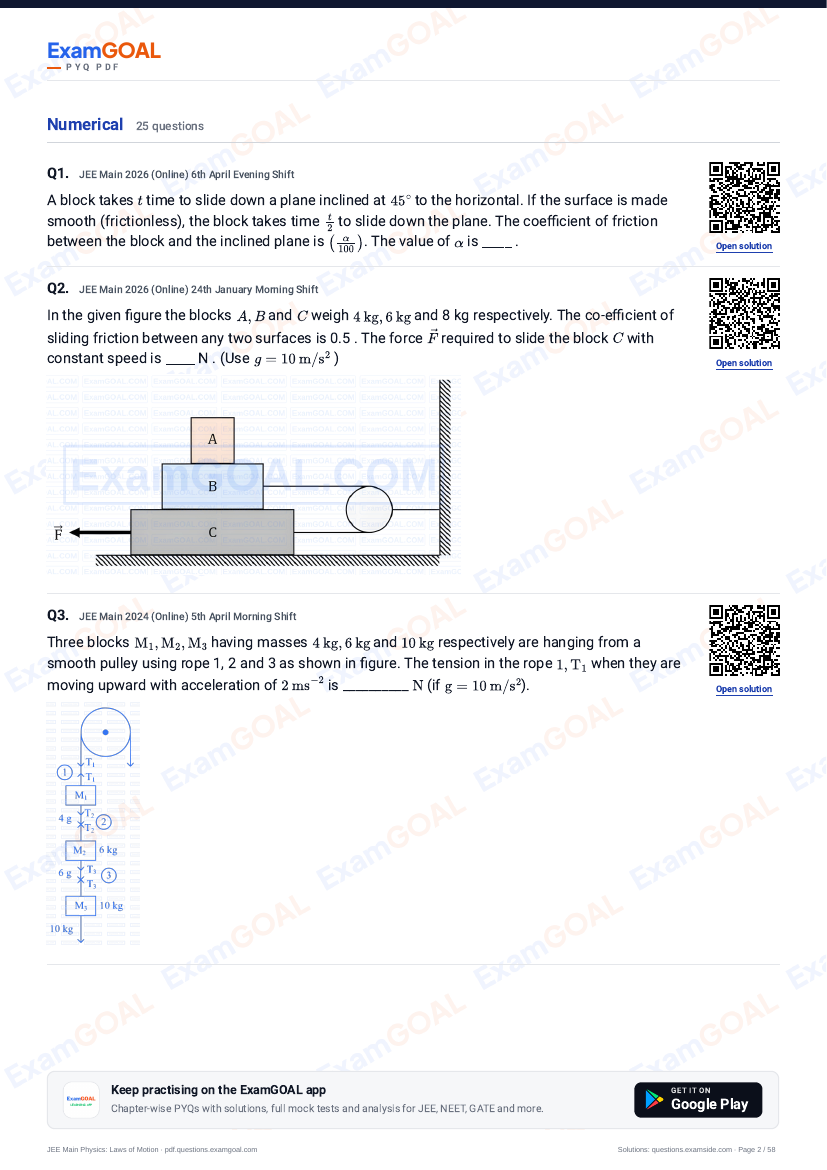 ExamGOAL
PYQ PDF
Numerical 25 questions
Q1. JEE Main 2026 (Online) 6th April Evening Shift
A block takes t time to slide down a plane inclined at 45° to the horizontal. If the surface is made
smooth (frictionless), the block takes time t/2 to slide down the plane. The coefficient of friction
between the block and the inclined plane is (α/100). The value of α is ____ .
Open solution
Q2. JEE Main 2026 (Online) 24th January Morning Shift
In the given figure the blocks A, B and C weigh 4 kg, 6 kg and 8 kg respectively. The co-efficient of
sliding friction between any two surfaces is 0.5 . The force F⃗ required to slide the block C with
constant speed is ____ N . (Use g = 10 m/s² )
Open solution
ExamGOAL.COM
A
B
C
F⃗
Q3. JEE Main 2024 (Online) 5th April Morning Shift
Three blocks M₁, M₂, M₃ having masses 4 kg, 6 kg and 10 kg respectively are hanging from a
smooth pulley using rope 1, 2 and 3 as shown in figure. The tension in the rope 1, T₁ when they are
moving upward with acceleration of 2 ms⁻² is _________ N (if g = 10 m/s²).
Open solution
T₁
1
T₁
M₁
4 g
T₂
2
T₂
M₂ 6 kg
6 g
T₃
3
T₃
M₃ 10 kg
10 kg
ExamGOAL
Keep practising on the ExamGOAL app
Chapter-wise PYQs with solutions, full mock tests and analysis for JEE, NEET, GATE and more.
GET IT ON
Google Play
JEE Main Physics: Laws of Motion · pdf.questions.examgoal.com
Solutions: questions.examside.com · Page 2 / 58